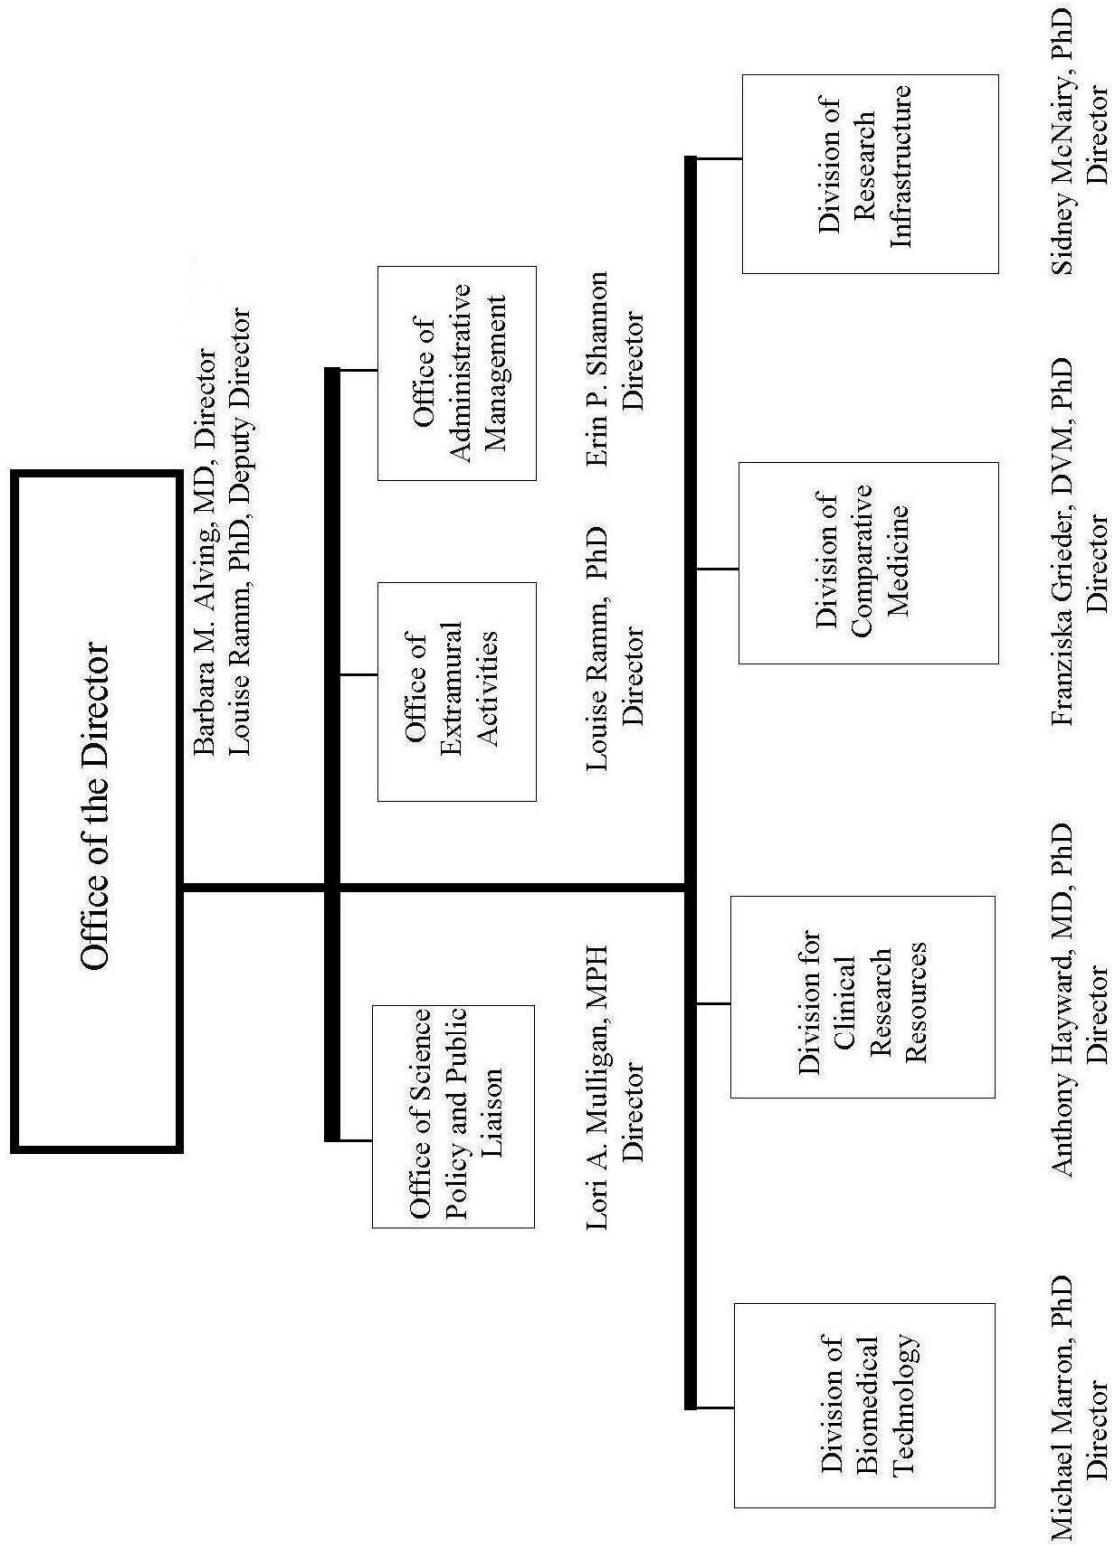 Office of the Director
Barbara M. Alving, MD, Director
Louise Ramm, PhD, Deputy Director
Office of Science
Policy and Public
Liaison
Lori A. Mulligan, MPH
Director
Office of
Extramural
Activities
Louise Ramm, PhD
Director
Office of
Administrative
Management
Erin P. Shannon
Director
Division of
Biomedical
Technology
Michael Marron, PhD
Director
Division for
Clinical
Research
Resources
Anthony Hayward, MD, PhD
Director
Division of
Comparative
Medicine
Franziska Grieder, DVM, PhD
Director
Division of
Research
Infrastructure
Sidney McNairy, PhD
Director